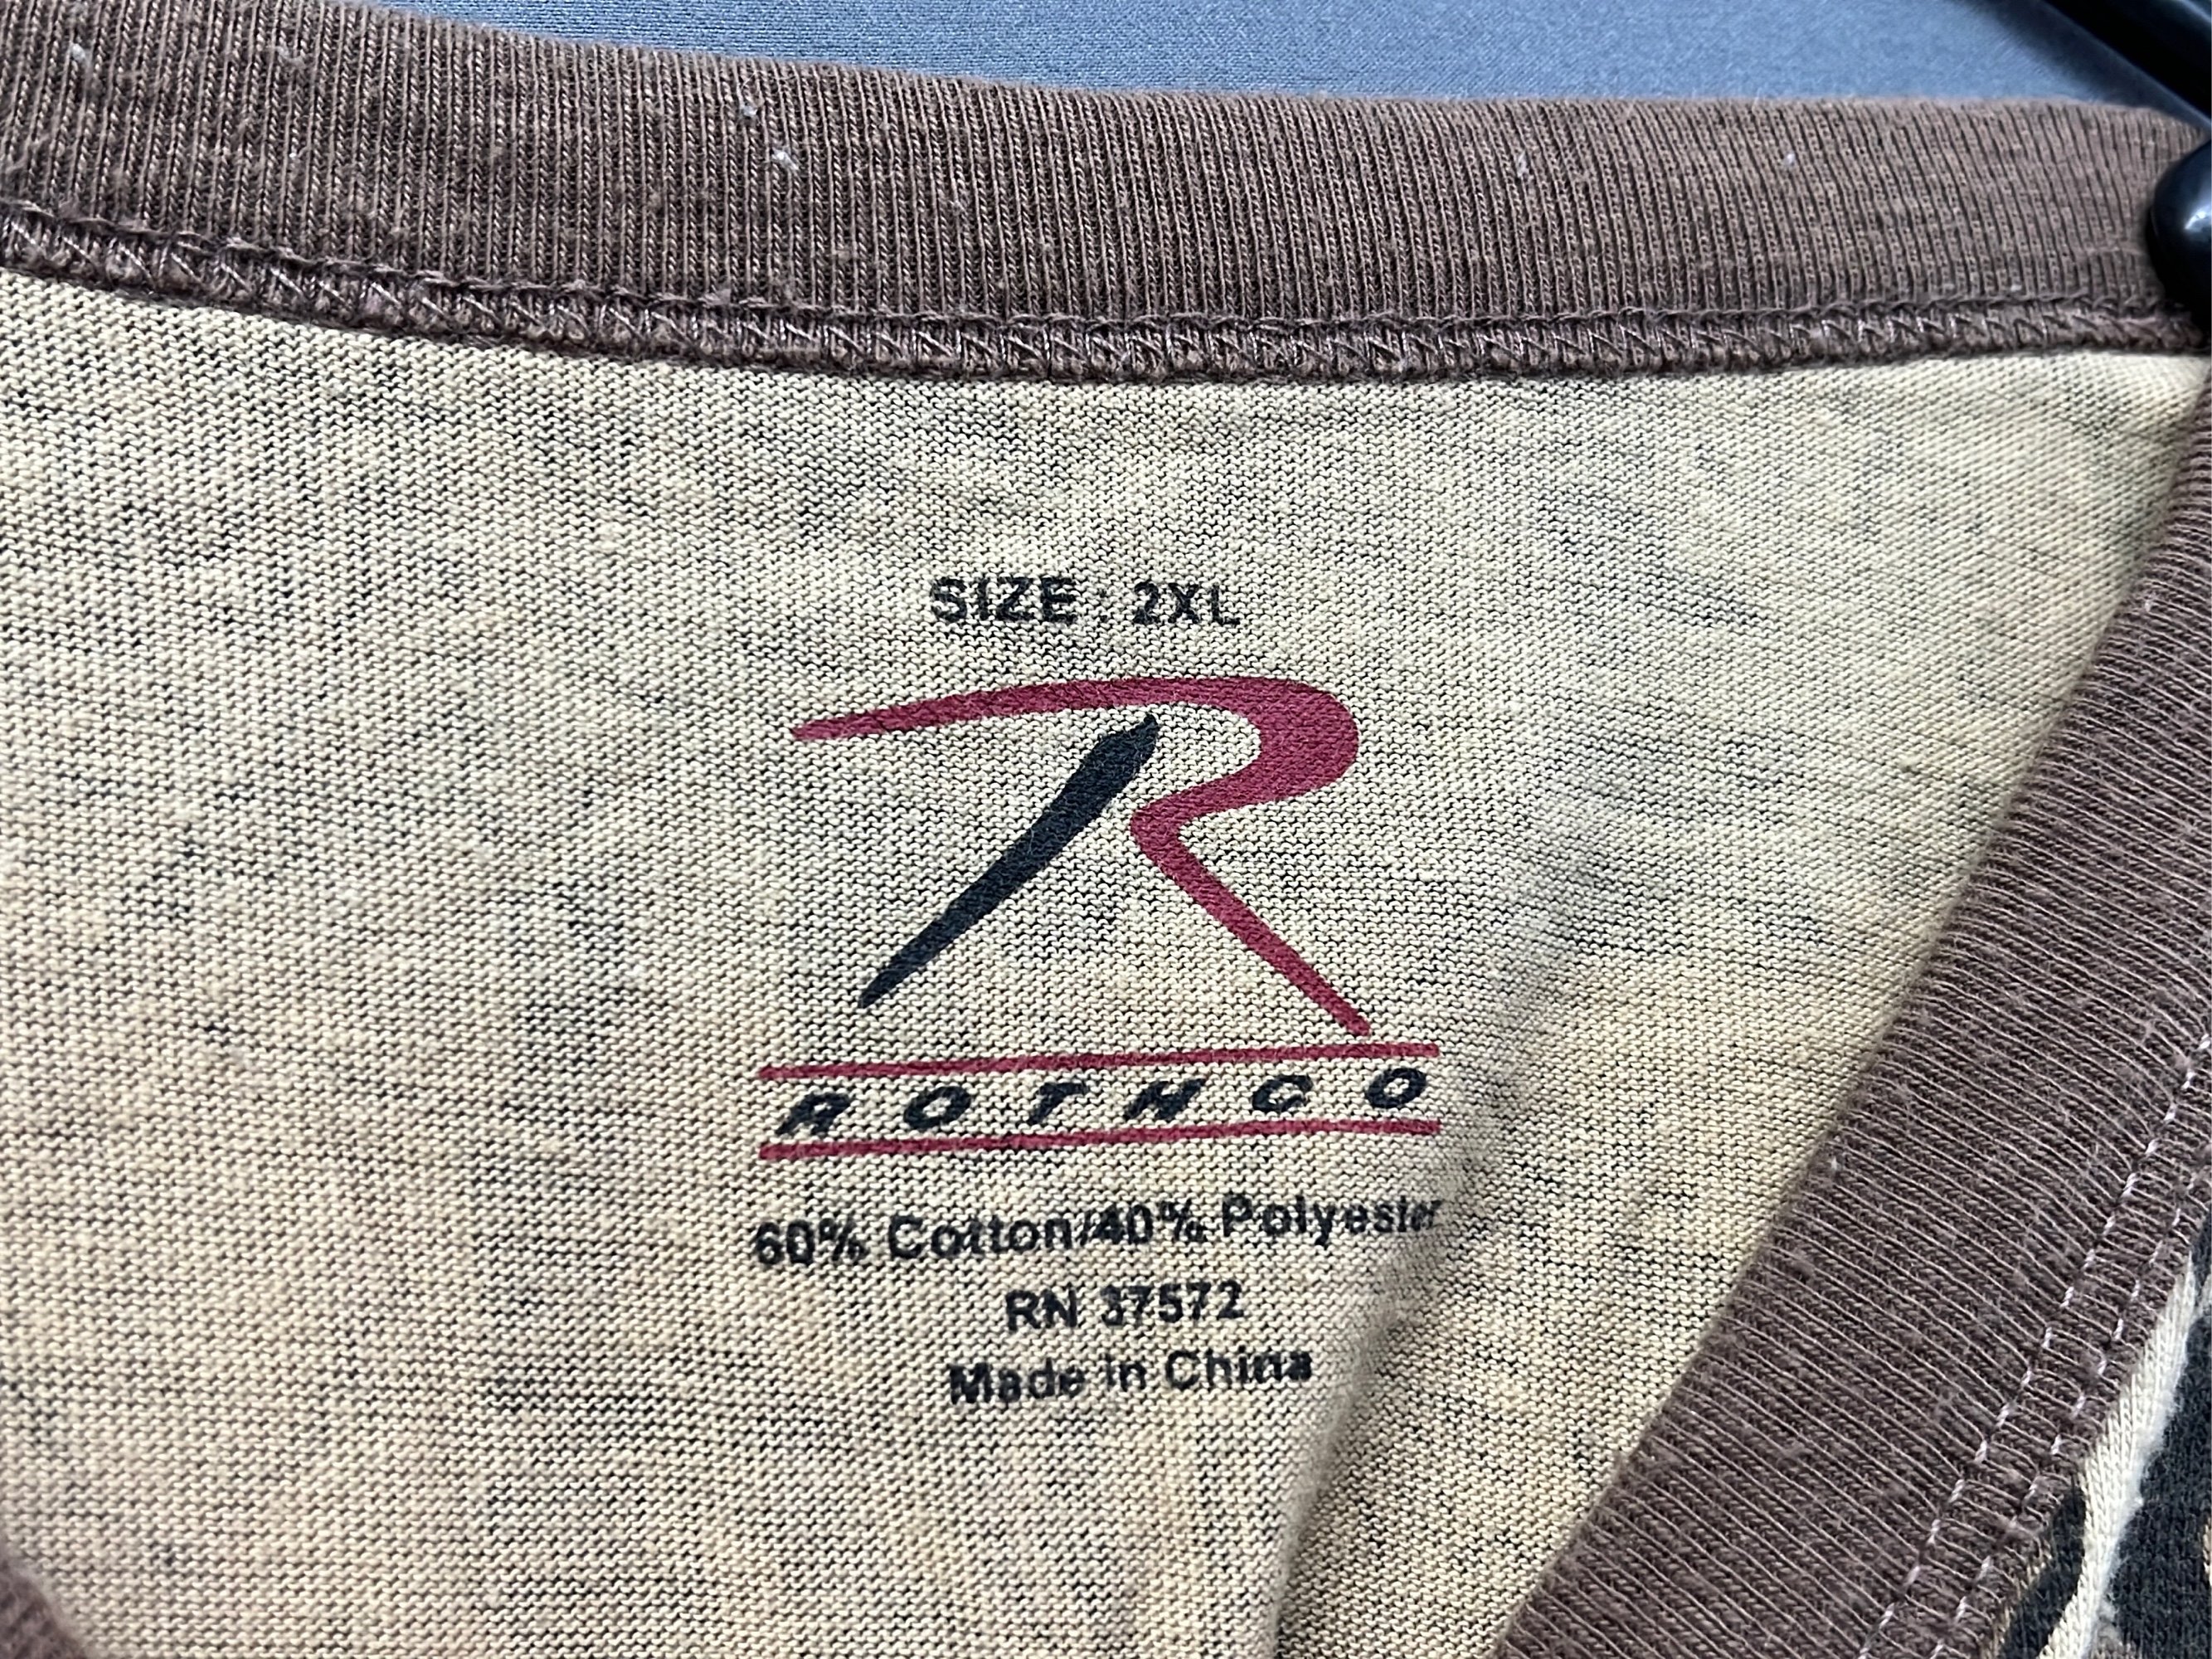 SIZE : 2XL
R
ROTHCO
60% Cotton/40% Polyester
RN 37572
Made in China